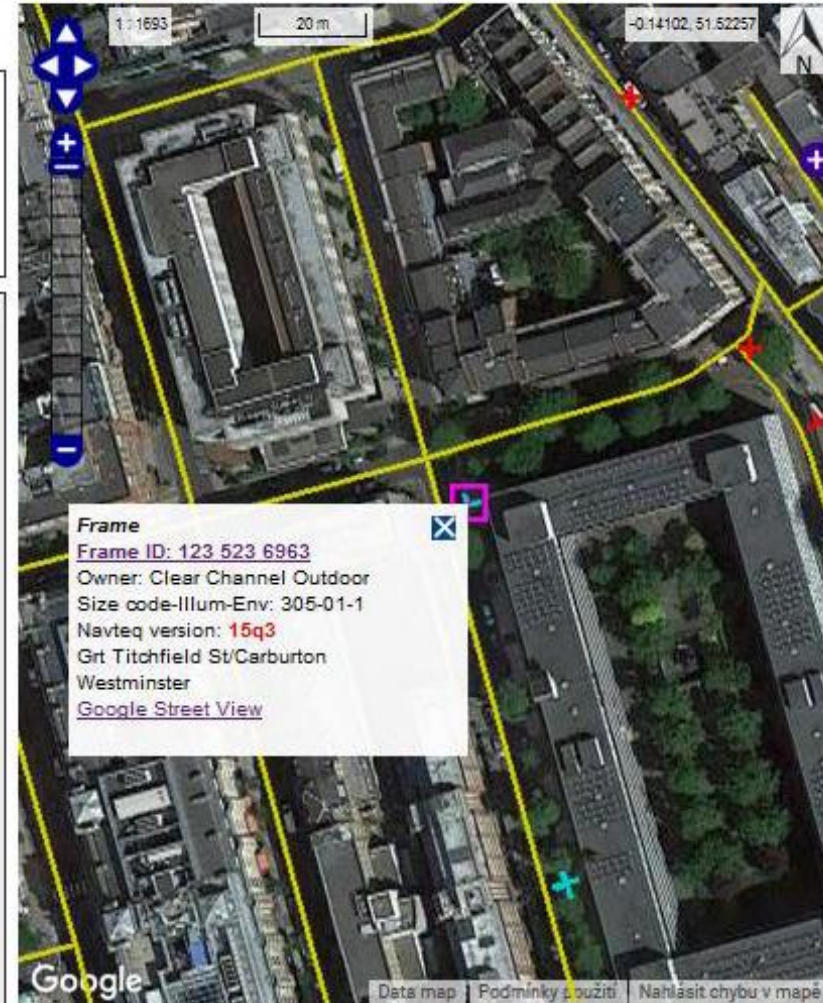 1 : 1693
20 m
-0.14102, 51.52257
N
Frame
Frame ID: 123 523 6963
Owner: Clear Channel Outdoor
Size code-Illum-Env: 305-01-1
Navteq version: 15q3
Grt Titchfield St/Carburton
Westminster
Google Street View
Google
Data map
Podmínky použití
Nahlásit chybu v mapě